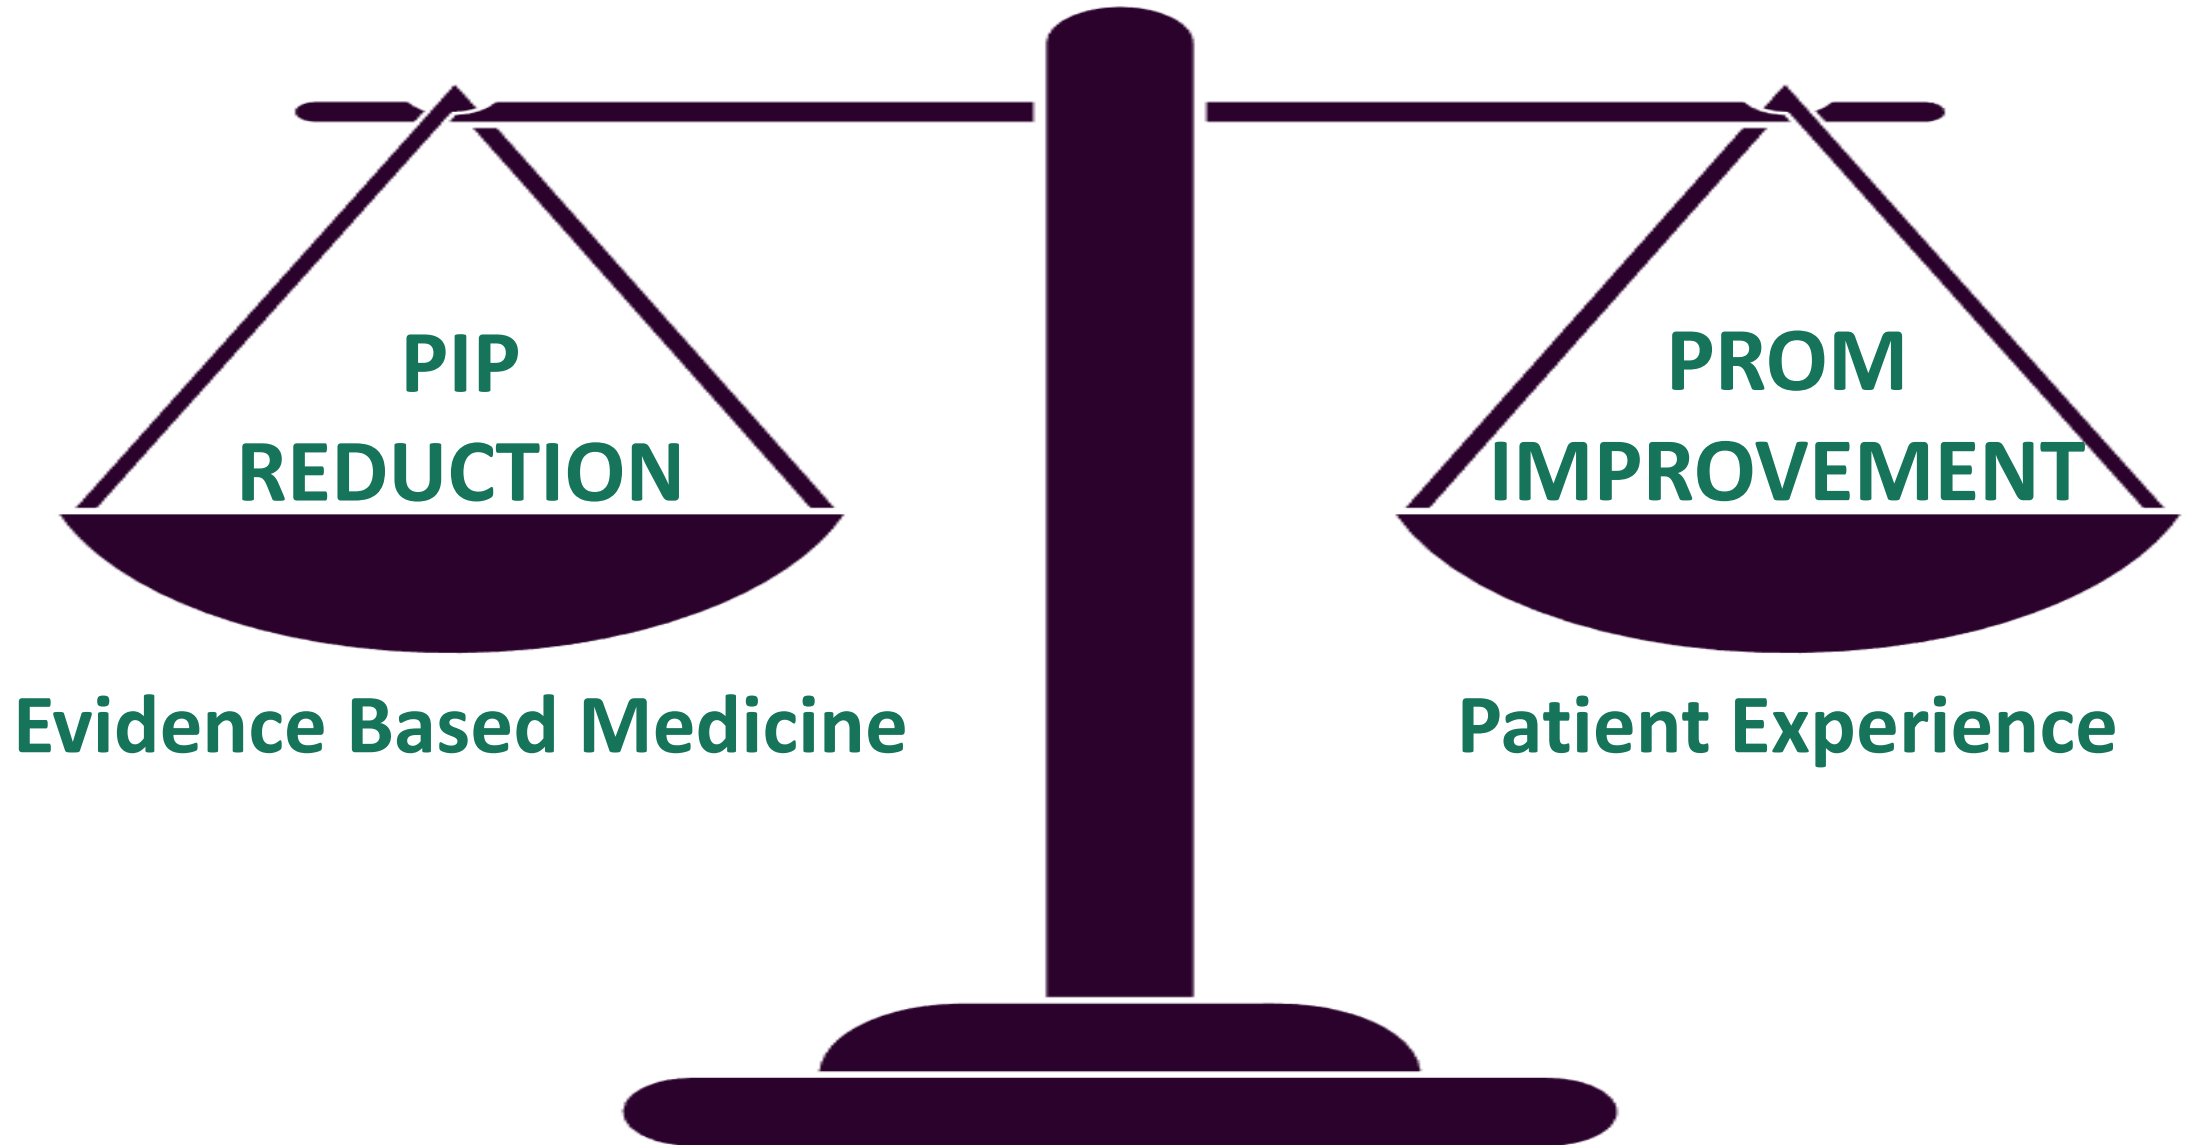 PIP
REDUCTION
Evidence Based Medicine
PROM
IMPROVEMENT
Patient Experience